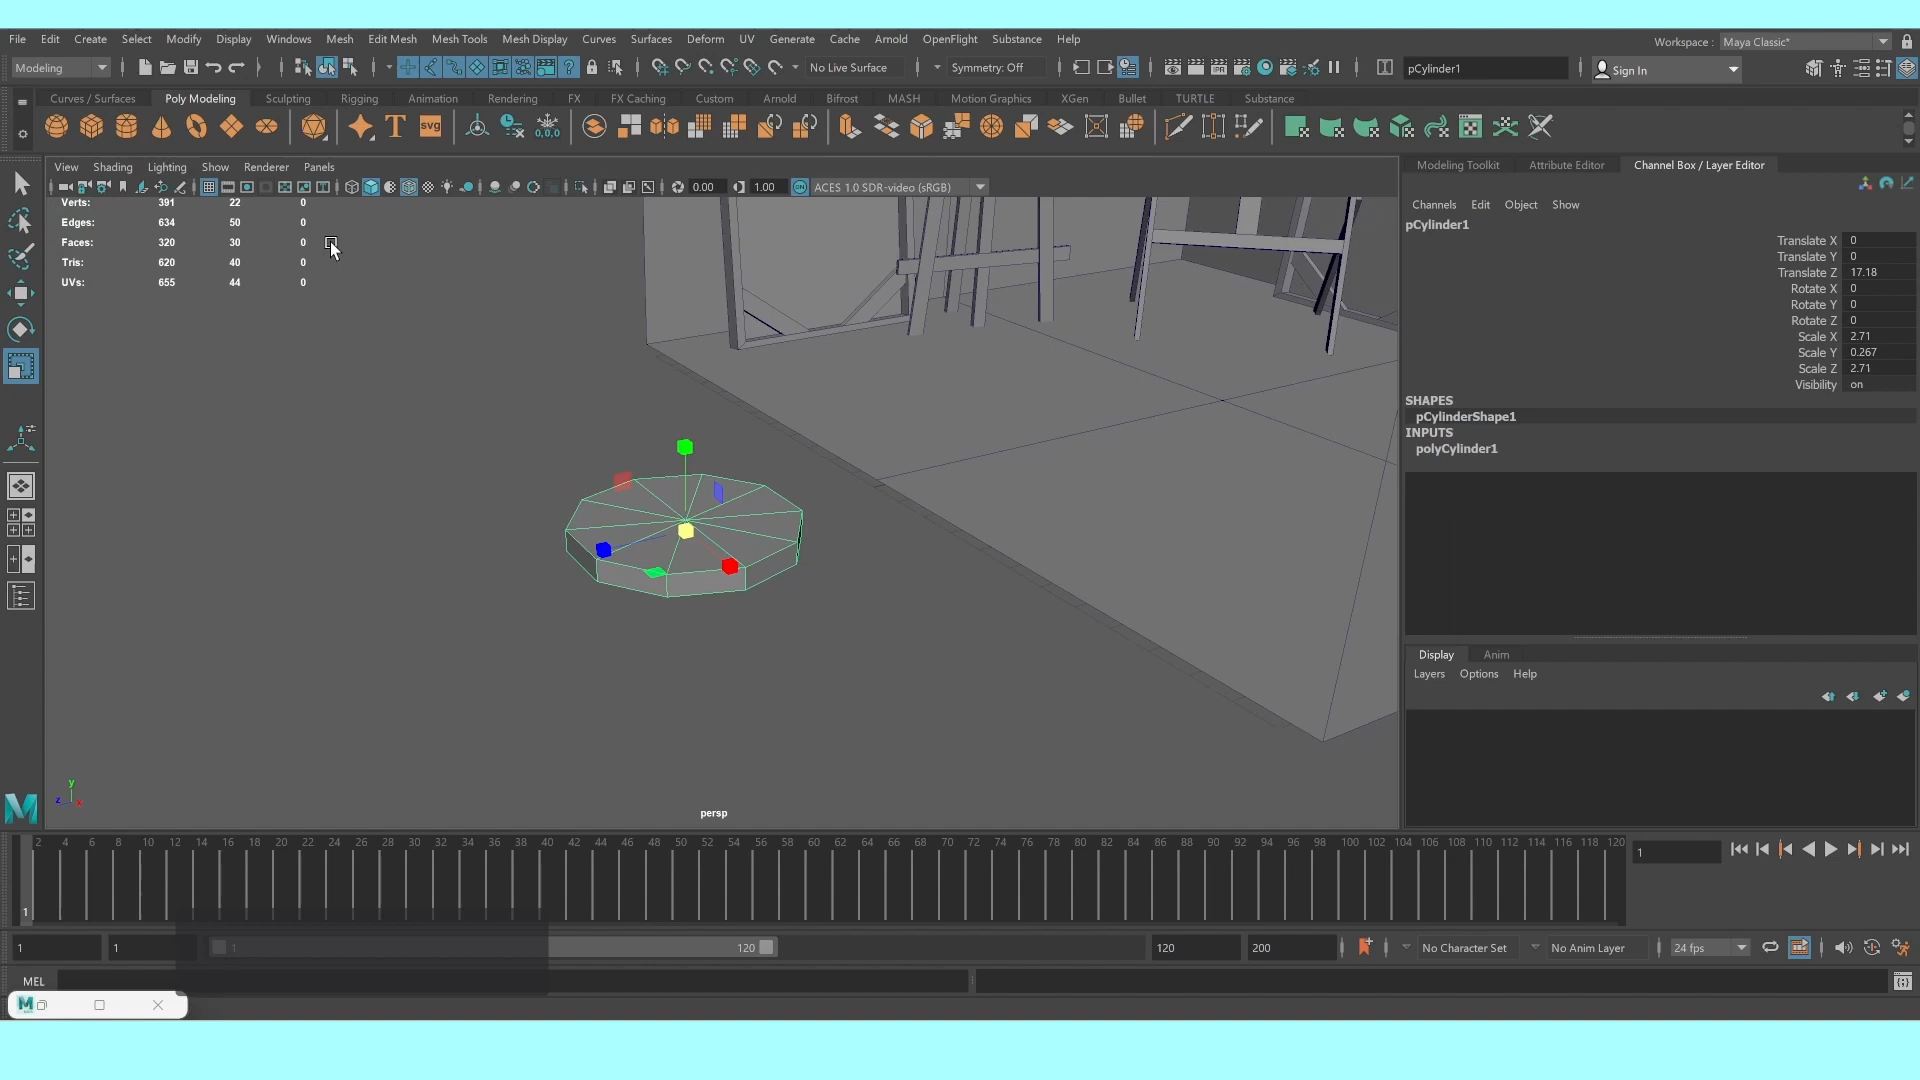 File Edit Create Select Modify Display Windows Mesh Edit Mesh Mesh Tools Mesh Display Curves Surfaces Deform UV Generate Cache Arnold OpenFlight Substance Help Workspace : Maya Classic*
Modeling No Live Surface Symmetry: Off pCylinder1 Sign In
Curves / Surfaces Poly Modeling Sculpting Rigging Animation Rendering FX FX Caching Custom Arnold Bifrost MASH Motion Graphics XGen Bullet TURTLE Substance
T svg 0,0,0
View Shading Lighting Show Renderer Panels
0.00 1.00 ON ACES 1.0 SDR-video (sRGB)
Verts: 391 22 0
Edges: 634 50 0
Faces: 320 30 0
Tris: 620 40 0
UVs: 655 44 0
y
z x
persp
Modeling Toolkit Attribute Editor Channel Box / Layer Editor
Channels Edit Object Show
pCylinder1
Translate X 0
Translate Y 0
Translate Z 17.18
Rotate X 0
Rotate Y 0
Rotate Z 0
Scale X 2.71
Scale Y 0.267
Scale Z 2.71
Visibility on
SHAPES
pCylinderShape1
INPUTS
polyCylinder1
Display Anim
Layers Options Help
2 4 6 8 10 12 14 16 18 20 22 24 26 28 30 32 34 36 38 40 42 44 46 48 50 52 54 56 58 60 62 64 66 68 70 72 74 76 78 80 82 84 86 88 90 92 94 96 98 100 102 104 106 108 110 112 114 116 118 120
1 1
1 1 1 120 120 200 No Character Set No Anim Layer 24 fps
MEL
M